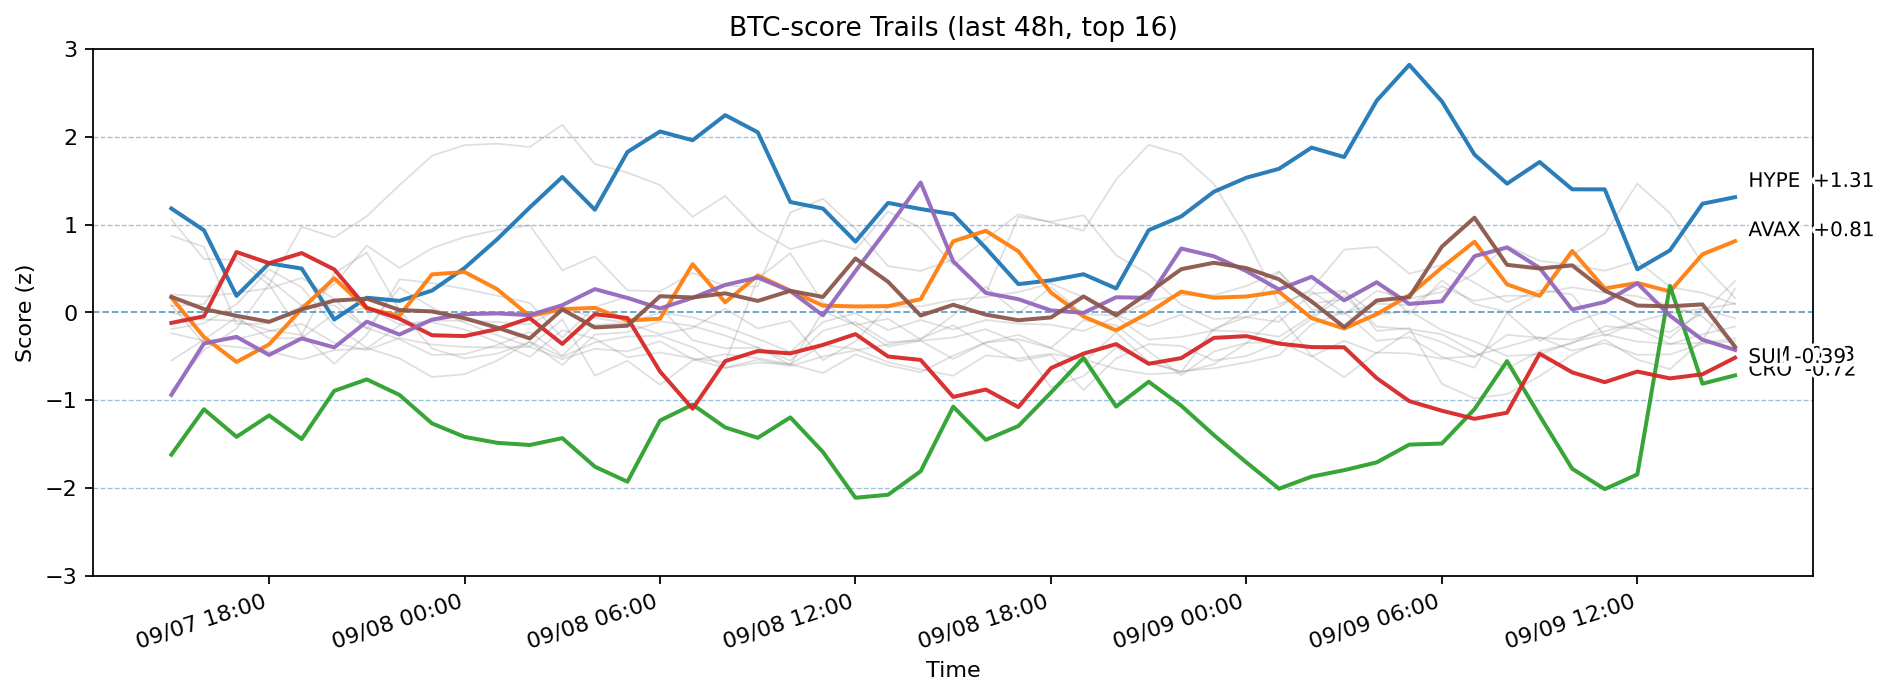 BTC-score Trails (last 48h, top 16)
Score (z)
3
2
1
0
−1
−2
−3
HYPE +1.31
AVAX +0.81
SUI -0.39
CRO -0.72
09/07 18:00
09/08 00:00
09/08 06:00
09/08 12:00
09/08 18:00
09/09 00:00
09/09 06:00
09/09 12:00
Time